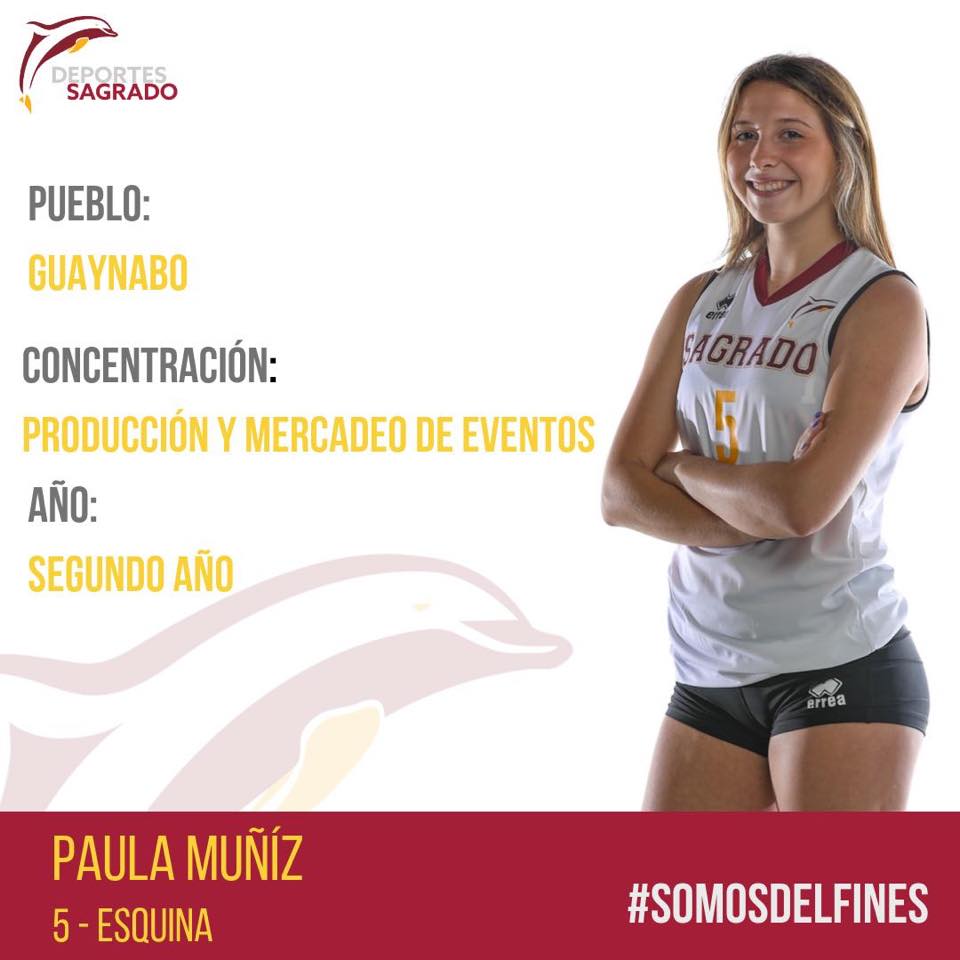 DEPORTES
SAGRADO
PUEBLO:
GUAYNABO
CONCENTRACIÓN:
PRODUCCIÓN Y MERCADEO DE EVENTOS
AÑO:
SEGUNDO AÑO
errea
SAGRADO
5
errea
PAULA MUÑÍZ
5 - ESQUINA
#SOMOSDELFINES